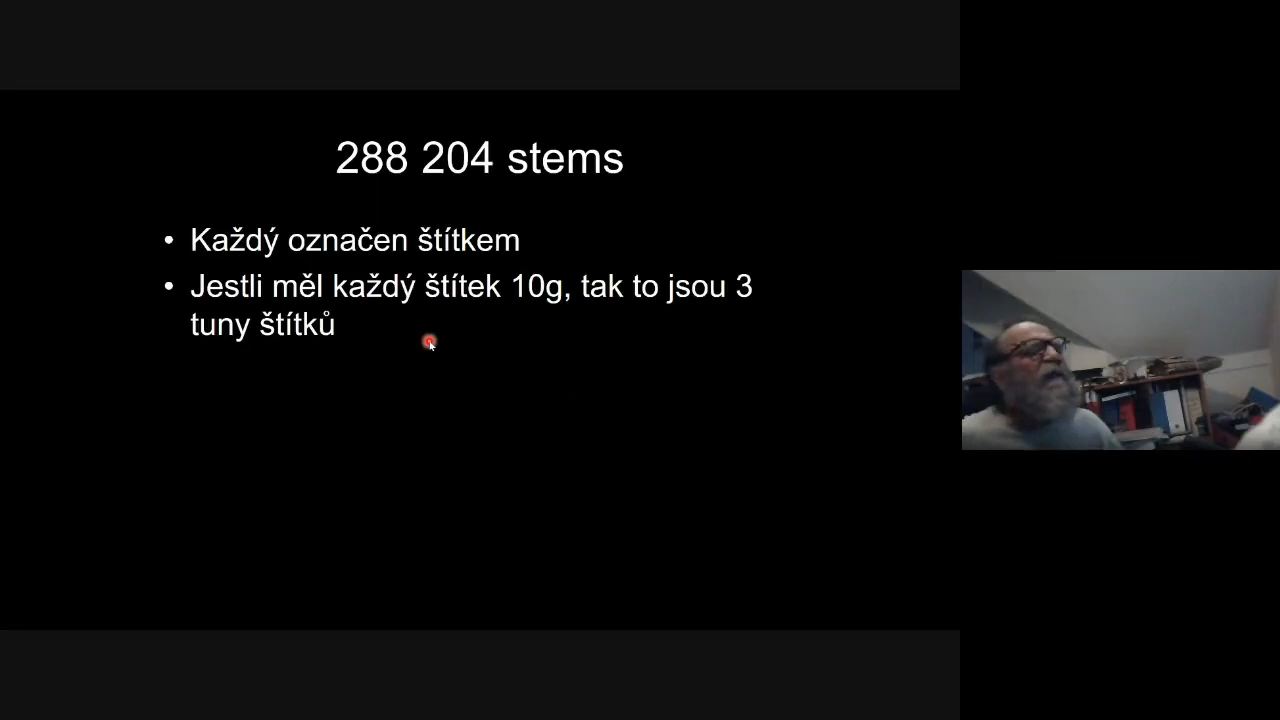 288 204 stems
• Každý označen štítkem
• Jestli měl každý štítek 10g, tak to jsou 3
tuny štítků